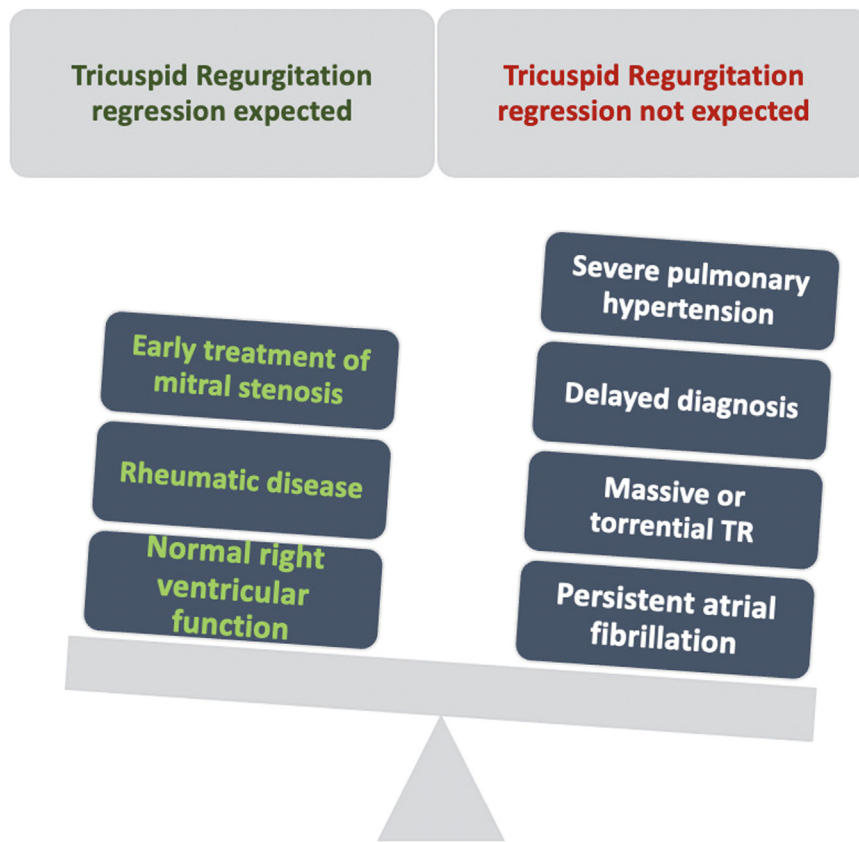 Tricuspid Regurgitation
regression expected
Tricuspid Regurgitation
regression not expected
Early treatment of
mitral stenosis
Rheumatic disease
Normal right
ventricular
function
Severe pulmonary
hypertension
Delayed diagnosis
Massive or
torrential TR
Persistent atrial
fibrillation